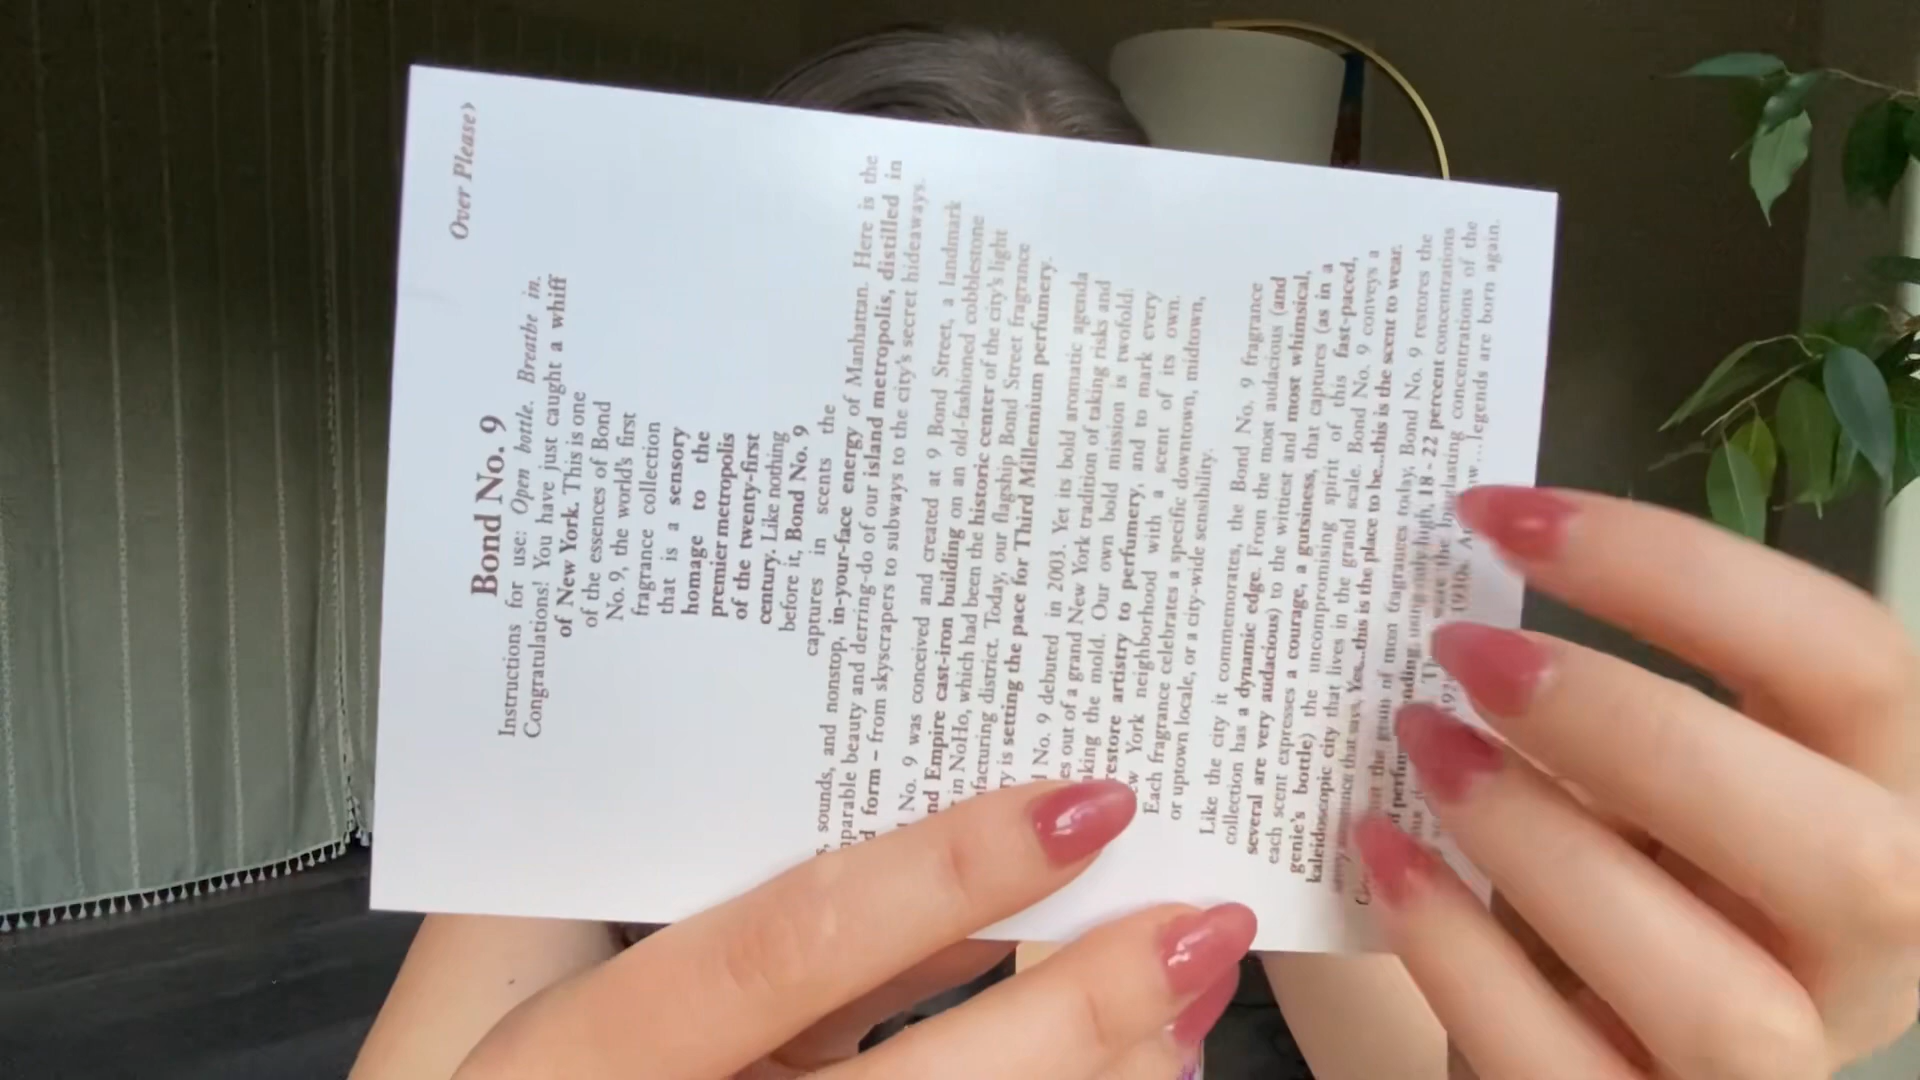 Over Please›
Bond No. 9
Instructions for use: Open bottle. Breathe in.
Congratulations! You have just caught a whiff
of New York. This is one
of the essences of Bond
No. 9, the world's first
fragrance collection
that is a sensory
homage to the
premier metropolis
of the twenty-first
century. Like nothing
before it, Bond No. 9
captures in scents the
sounds, and nonstop, in-your-face energy of Manhattan. Here is the
beauty and derring-do of our island metropolis, distilled in
form – from skyscrapers to subways to the city's secret hideaways.
No. 9 was conceived and created at 9 Bond Street, a landmark
Empire cast-iron building on an old-fashioned cobblestone
in NoHo, which had been the historic center of the city's light
district. Today, our flagship Bond Street fragrance
is setting the pace for Third Millennium perfumery.
No. 9 debuted in 2003. Yet its bold aromatic agenda
out of a grand New York tradition of taking risks and
the mold. Our own bold mission is twofold:
restore artistry to perfumery, and to mark every
York neighborhood with a scent of its own.
Each fragrance celebrates a specific downtown, midtown,
or uptown locale, or a city-wide sensibility.
Like the city it commemorates, the Bond No. 9 fragrance
collection has a dynamic edge. From the most audacious (and
several are very audacious) to the wittiest and most whimsical,
each scent expresses a courage, a gutsiness, that captures (as in a
genie's bottle) the uncompromising spirit of this fast-paced,
kaleidoscopic city that lives in the grand scale. Bond No. 9 conveys a
that says, Yes...this is the place to be...this is the scent to wear.
the of most fragrances today, Bond No. 9 restores the
high, 18 - 22 percent concentrations
concentrations of the
...legends are born again.